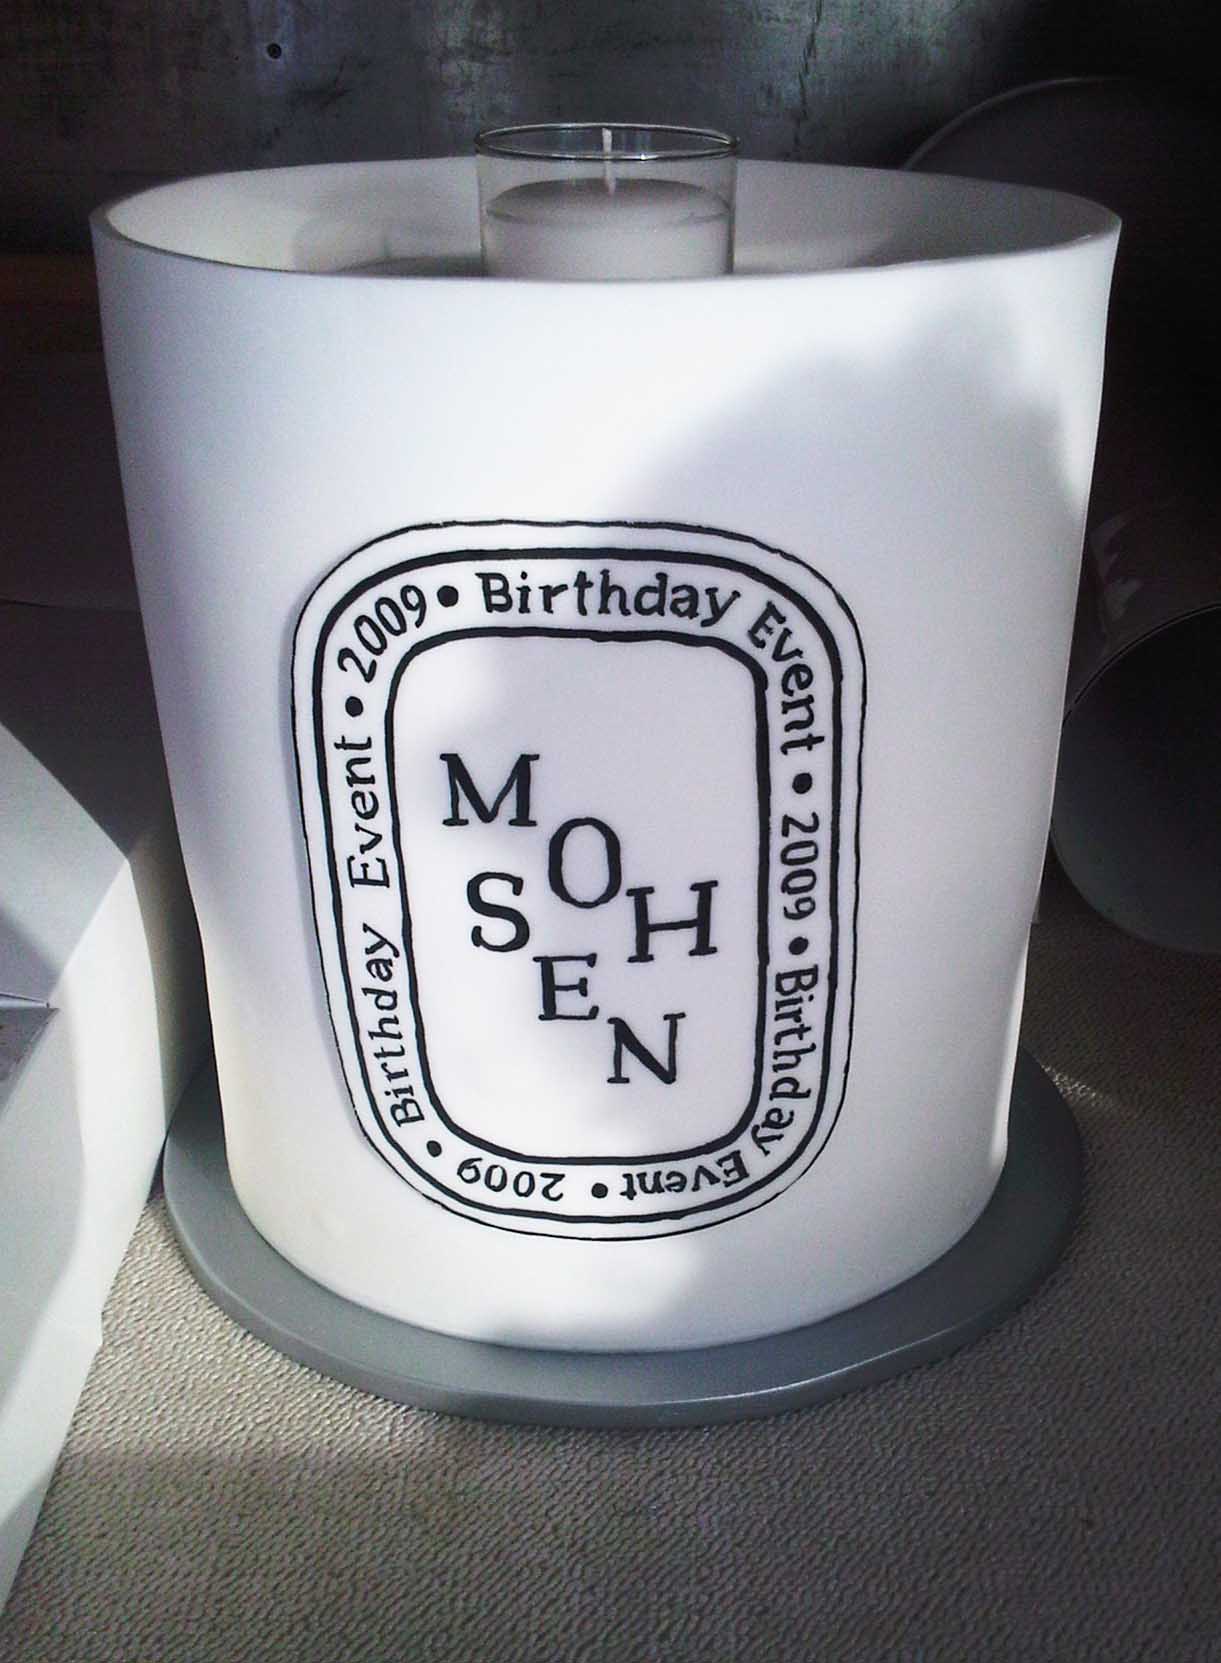 2009 • Birthday Event • 2009 • Birthday Event • 2009 • Birthday Event •
M
O
S H
E
N